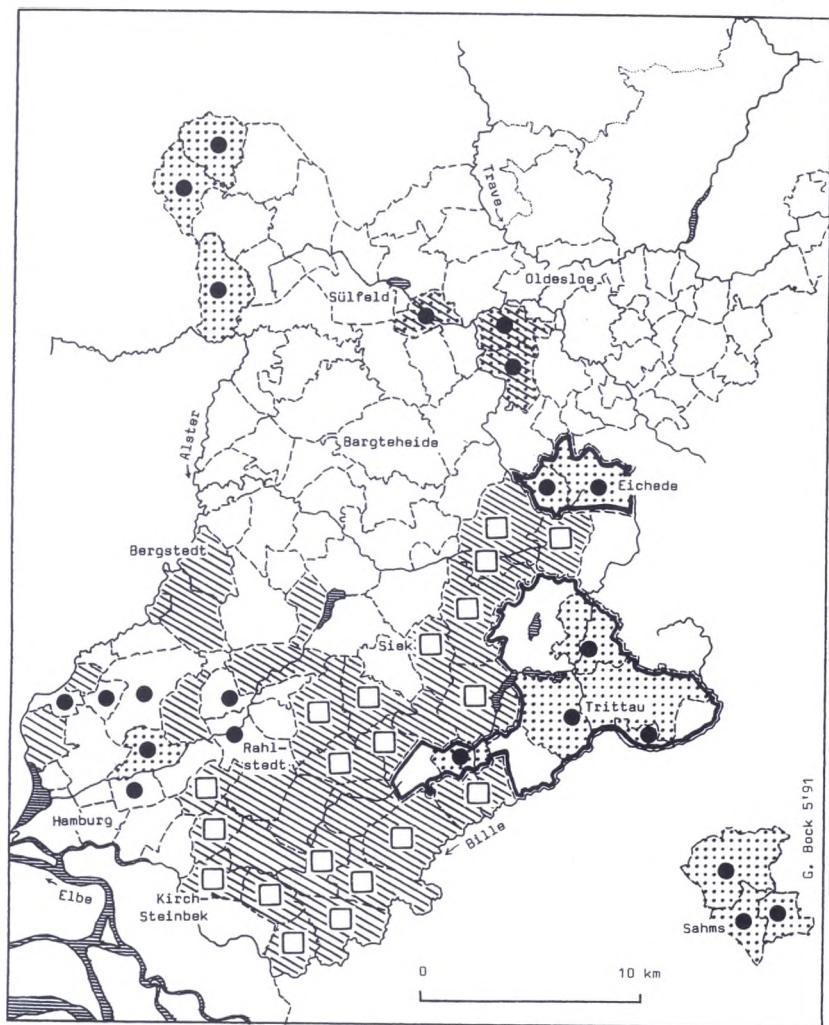 Trave
Oldesloe
Sülfeld
Alster
Bargteheide
Eichede
Bergstedt
Siek
Trittau
Rahl-
stedt
Hamburg
Bille
Elbe
Kirch-
Steinbek
Sahms
G. Bock 5'91
0 10 km